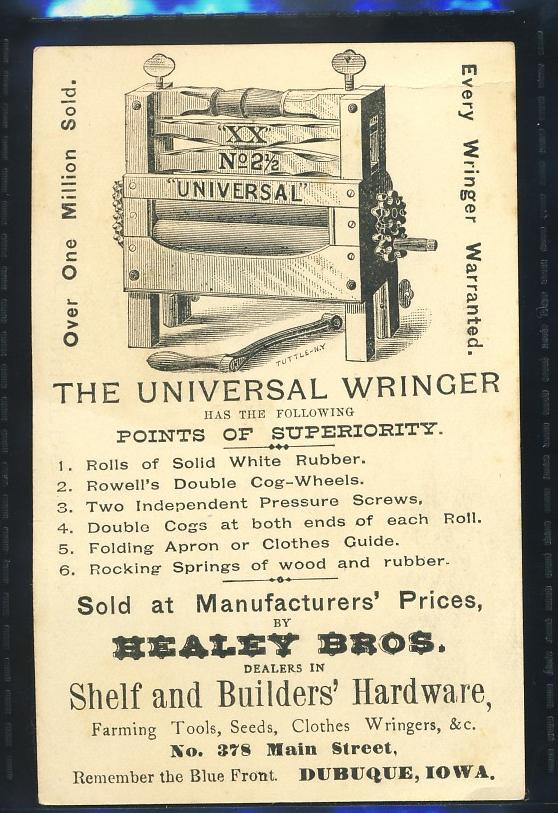 Over One Million Sold.
Every Wringer Warranted.
"XX"
No 2½
"UNIVERSAL"
TUTTLE-N.Y
THE UNIVERSAL WRINGER
HAS THE FOLLOWING
POINTS OF SUPERIORITY.
1. Rolls of Solid White Rubber.
2. Rowell's Double Cog-Wheels.
3. Two Independent Pressure Screws,
4. Double Cogs at both ends of each Roll.
5. Folding Apron or Clothes Guide.
6. Rocking Springs of wood and rubber.
Sold at Manufacturers' Prices,
BY
HEALEY BROS.
DEALERS IN
Shelf and Builders' Hardware,
Farming Tools, Seeds, Clothes Wringers, &c.
No. 378 Main Street,
Remember the Blue Front. DUBUQUE, IOWA.